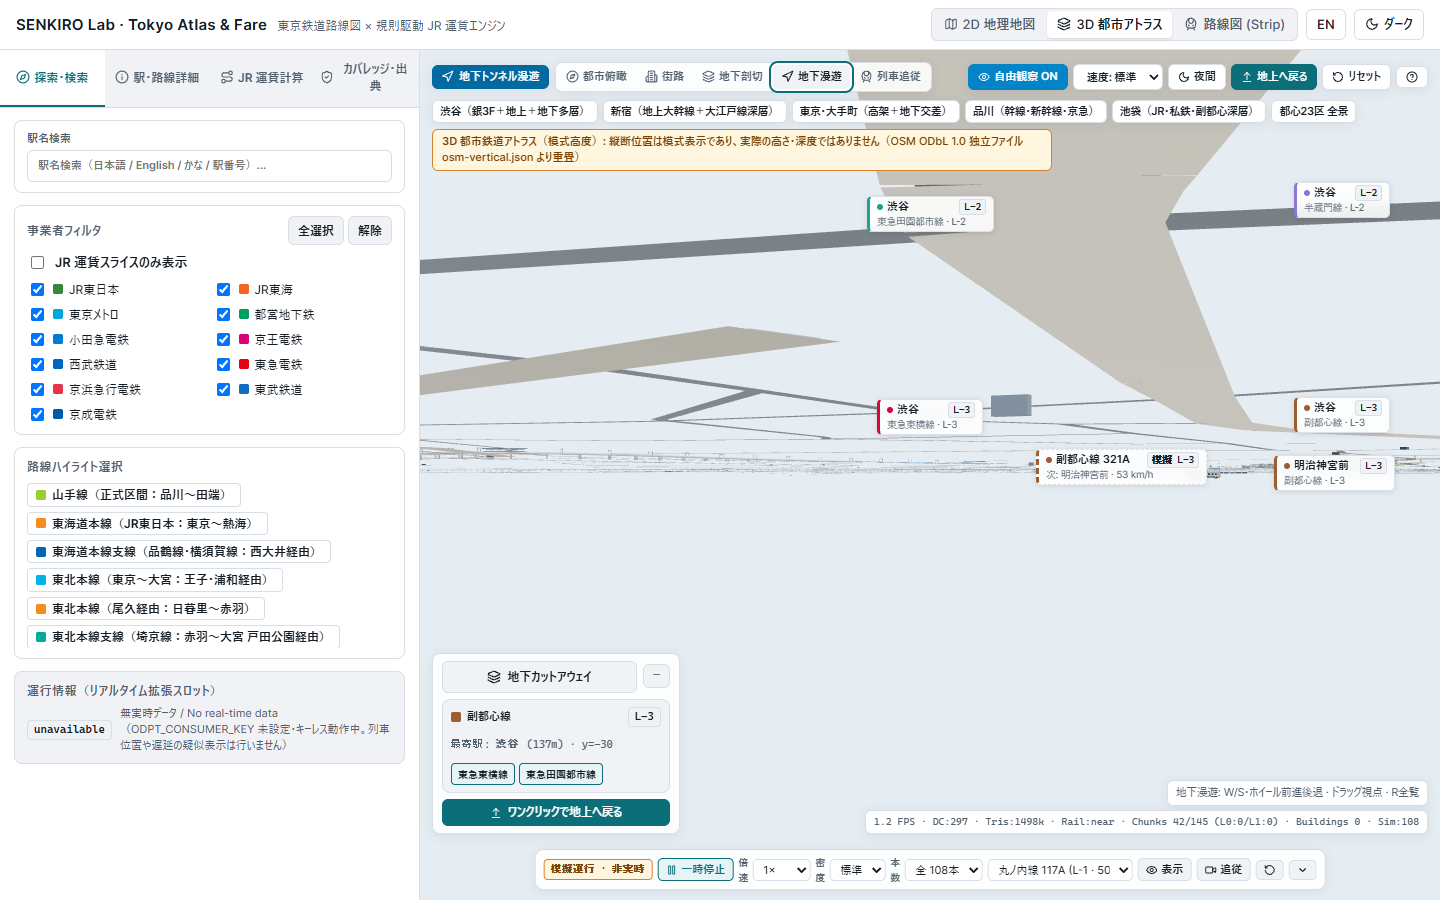 SENKIRO Lab · Tokyo Atlas & Fare 東京鉄道路線図 × 規則駆動 JR 運賃エンジン
2D 地理地図 3D 都市アトラス 路線図 (Strip) EN ダーク
探索・検索 駅・路線詳細 JR 運賃計算 カバレッジ・出典
駅名検索
駅名検索（日本語 / English / かな / 駅番号）...
事業者フィルタ 全選択 解除
JR 運賃スライスのみ表示
JR東日本 JR東海
東京メトロ 都営地下鉄
小田急電鉄 京王電鉄
西武鉄道 東急電鉄
京浜急行電鉄 東武鉄道
京成電鉄
路線ハイライト選択
山手線（正式区間：品川〜田端）
東海道本線（JR東日本：東京〜熱海）
東海道本線支線（品鶴線・横須賀線：西大井経由）
東北本線（東京〜大宮：王子・浦和経由）
東北本線（尾久経由：日暮里〜赤羽）
東北本線支線（埼京線：赤羽〜大宮 戸田公園経由）
運行情報（リアルタイム拡張スロット）
unavailable
無実時データ / No real-time data
（ODPT_CONSUMER_KEY 未設定・キーレス動作中。列車
位置や遅延の疑似表示は行いません）
地下トンネル漫遊 都市俯瞰 街路 地下剖切 地下漫遊 列車追従 自由観察 ON 速度: 標準 夜間 地上へ戻る リセット
渋谷（銀3F＋地上＋地下多層） 新宿（地上大幹線＋大江戸線深層） 東京・大手町（高架＋地下交差） 品川（幹線・新幹線・京急） 池袋（JR・私鉄・副都心深層） 都心23区 全景
3D 都市鉄道アトラス（模式高度）: 縦断位置は模式表示であり、実際の高さ・深度ではありません（OSM ODbL 1.0 独立ファイル
osm-vertical.json より重畳）
渋谷 L-2
半蔵門線 · L-2
渋谷 L-2
東急田園都市線 · L-2
渋谷 L-3
東急東横線 · L-3
渋谷 L-3
副都心線 · L-3
副都心線 321A 模擬 L-3
次: 明治神宮前 · 53 km/h
明治神宮前 L-3
副都心線 · L-3
地下カットアウェイ −
副都心線 L-3
最寄駅: 渋谷 (137m) · y=-30
東急東横線 東急田園都市線
ワンクリックで地上へ戻る
地下漫遊: W/S·ホイール前進後退 · ドラッグ視点 · R全覧
1.2 FPS · DC:297 · Tris:1498k · Rail:near · Chunks 42/145 (L0:0/L1:0) · Buildings 0 · Sim:108
模擬運行 · 非実時 一時停止 倍速 1× 密度 標準 本数 全 108本 丸ノ内線 117A (L-1 · 50 表示 追従